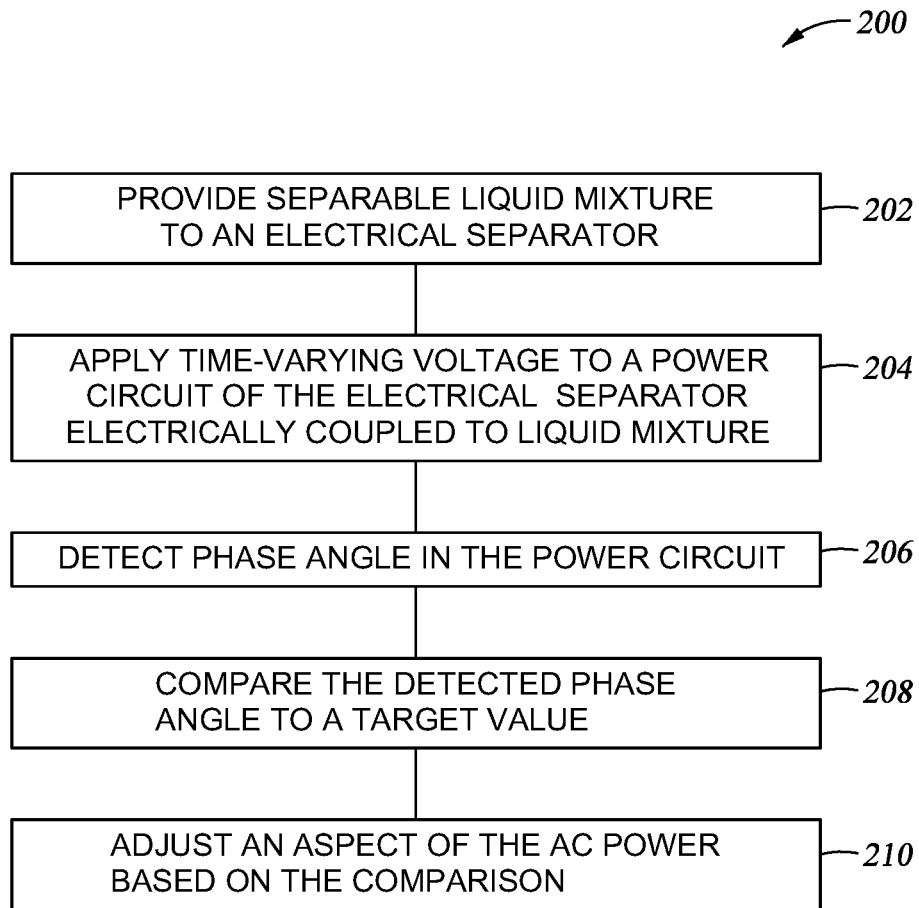 200
PROVIDE SEPARABLE LIQUID MIXTURE
TO AN ELECTRICAL SEPARATOR
202
APPLY TIME-VARYING VOLTAGE TO A POWER
CIRCUIT OF THE ELECTRICAL SEPARATOR
ELECTRICALLY COUPLED TO LIQUID MIXTURE
204
DETECT PHASE ANGLE IN THE POWER CIRCUIT
206
COMPARE THE DETECTED PHASE
ANGLE TO A TARGET VALUE
208
ADJUST AN ASPECT OF THE AC POWER
BASED ON THE COMPARISON
210